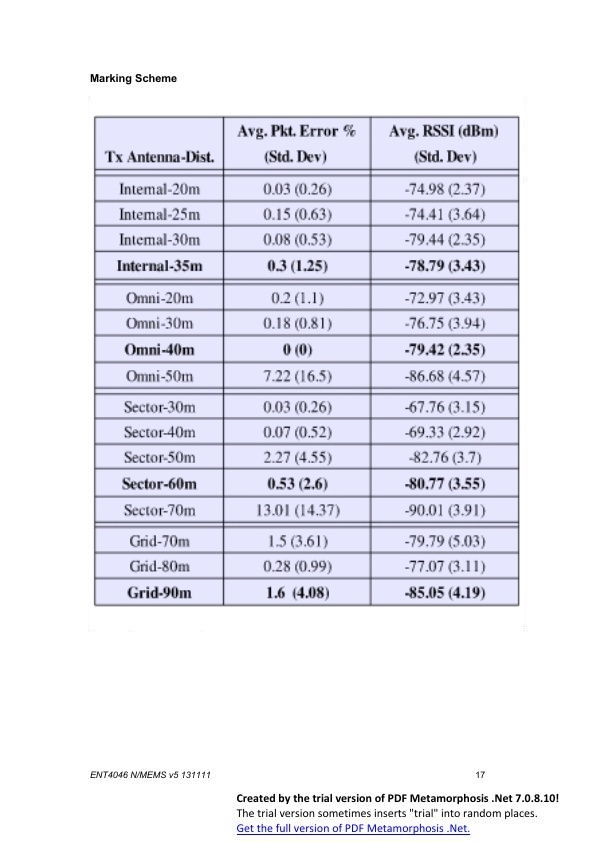 Marking Scheme
Avg. Pkt. Error % Avg. RSSI (dBm)
Tx Antenna-Dist. (Std. Dev) (Std. Dev)
Internal-20m 0.03 (0.26) -74.98 (2.37)
Internal-25m 0.15 (0.63) -74.41 (3.64)
Internal-30m 0.08 (0.53) -79.44 (2.35)
Internal-35m 0.3 (1.25) -78.79 (3.43)
Omni-20m 0.2 (1.1) -72.97 (3.43)
Omni-30m 0.18 (0.81) -76.75 (3.94)
Omni-40m 0 (0) -79.42 (2.35)
Omni-50m 7.22 (16.5) -86.68 (4.57)
Sector-30m 0.03 (0.26) -67.76 (3.15)
Sector-40m 0.07 (0.52) -69.33 (2.92)
Sector-50m 2.27 (4.55) -82.76 (3.7)
Sector-60m 0.53 (2.6) -80.77 (3.55)
Sector-70m 13.01 (14.37) -90.01 (3.91)
Grid-70m 1.5 (3.61) -79.79 (5.03)
Grid-80m 0.28 (0.99) -77.07 (3.11)
Grid-90m 1.6 (4.08) -85.05 (4.19)
ENT4046 N/MEMS v5 131111 17
Created by the trial version of PDF Metamorphosis .Net 7.0.8.10!
The trial version sometimes inserts "trial" into random places.
Get the full version of PDF Metamorphosis .Net.